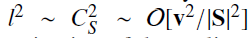 l² ~ C_S² ~ 𝒪[𝐯²/|𝐒|²]